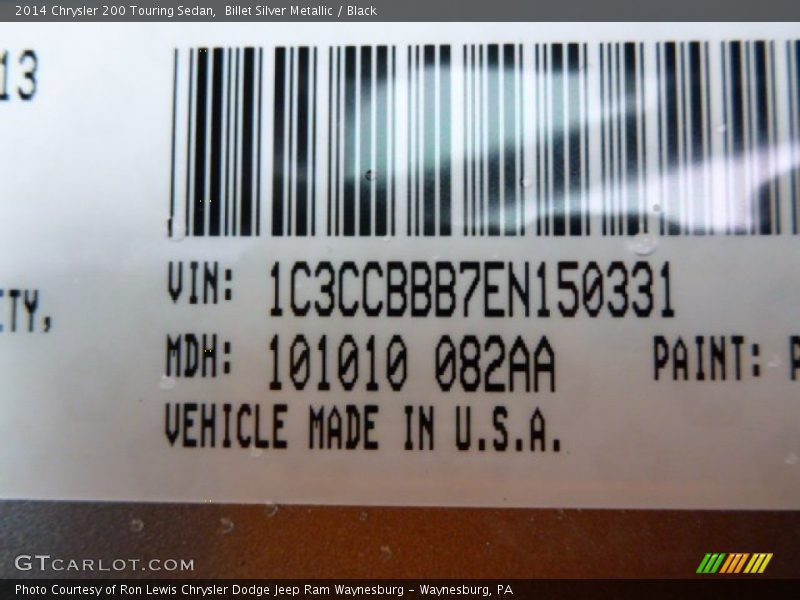 2014 Chrysler 200 Touring Sedan,  Billet Silver Metallic / Black
13
VIN: 1C3CCBBB7EN150331
ITY,
MDH: 101010 082AA PAINT:
VEHICLE MADE IN U.S.A.
GTCARLOT.COM
Photo Courtesy of Ron Lewis Chrysler Dodge Jeep Ram Waynesburg - Waynesburg, PA